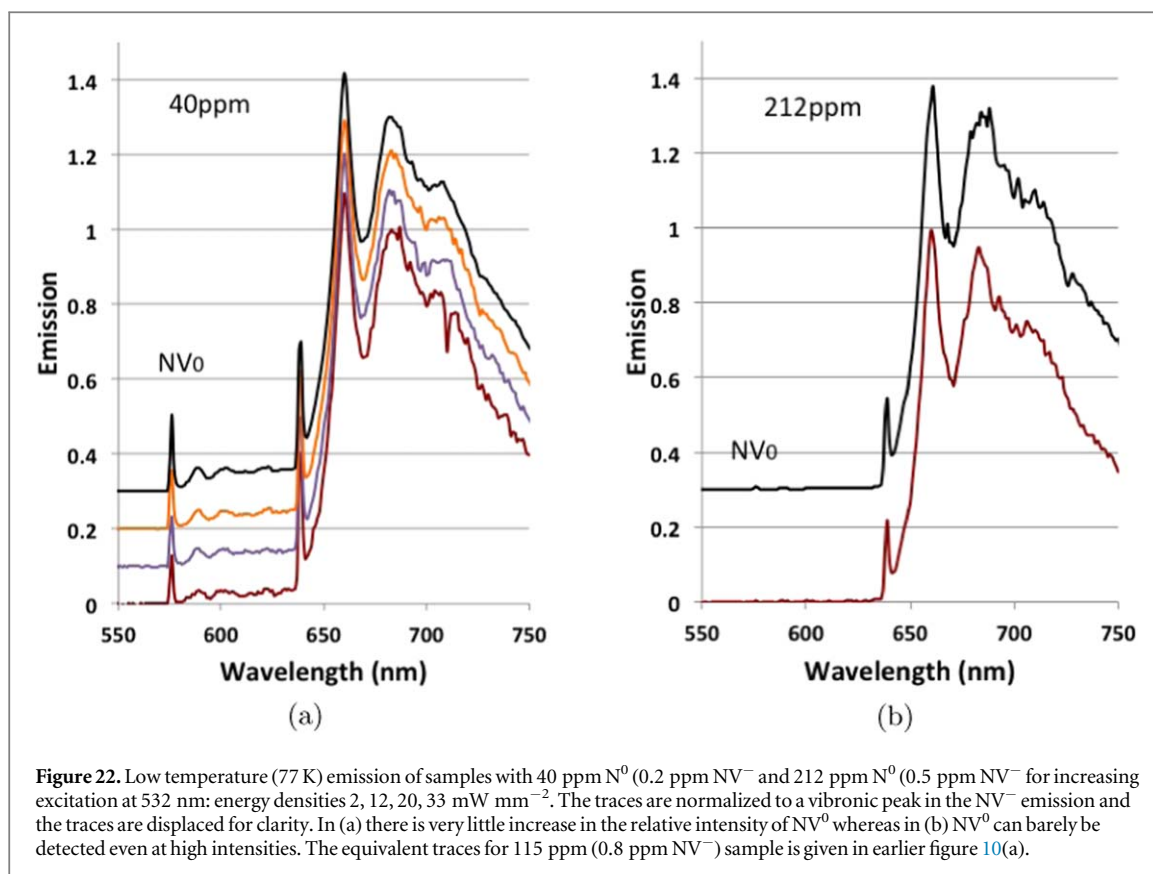 40ppm
1.4
1.2
1
0.8
0.6
0.4
0.2
0
Emission
NV0
550 600 650 700 750
Wavelength (nm)
(a)
212ppm
1.4
1.2
1
0.8
0.6
0.4
0.2
0
Emission
NV0
550 600 650 700 750
Wavelength (nm)
(b)
Figure 22. Low temperature (77 K) emission of samples with 40 ppm N⁰ (0.2 ppm NV⁻ and 212 ppm N⁰ (0.5 ppm NV⁻ for increasing
excitation at 532 nm: energy densities 2, 12, 20, 33 mW mm⁻². The traces are normalized to a vibronic peak in the NV⁻ emission and
the traces are displaced for clarity. In (a) there is very little increase in the relative intensity of NV⁰ whereas in (b) NV⁰ can barely be
detected even at high intensities. The equivalent traces for 115 ppm (0.8 ppm NV⁻) sample is given in earlier figure 10(a).